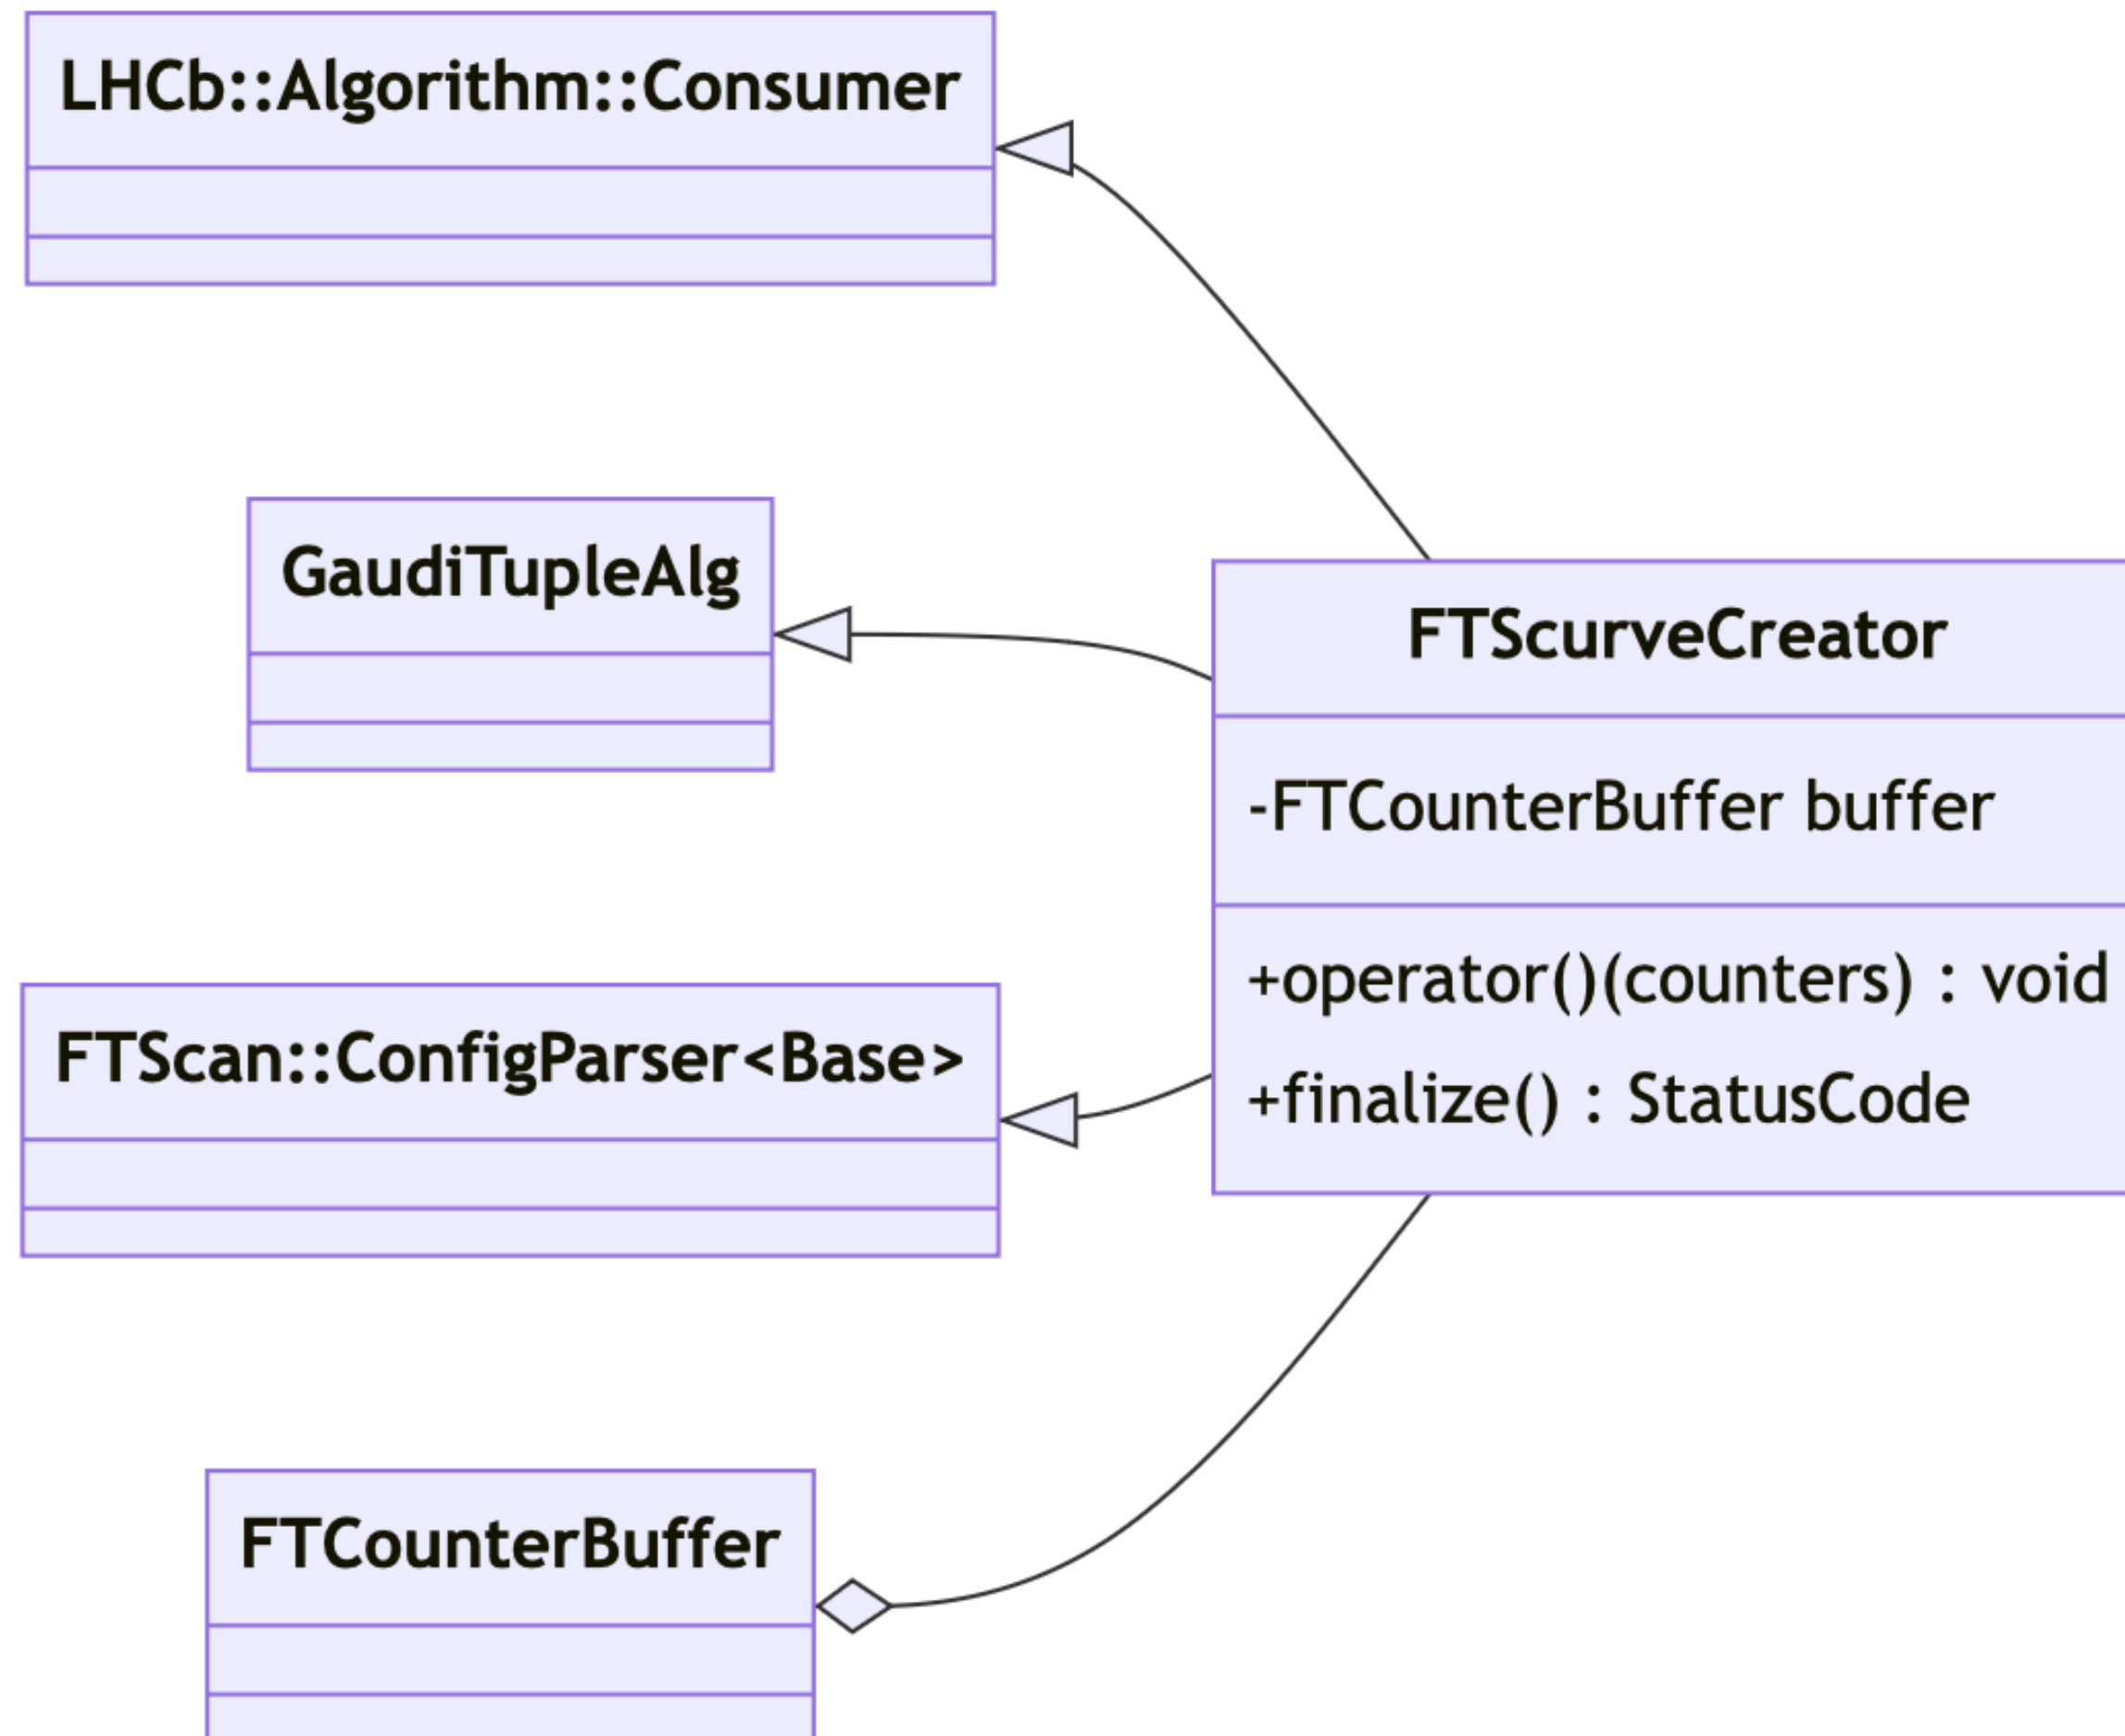 LHCb::Algorithm::Consumer
GaudiTupleAlg
FTScan::ConfigParser<Base>
FTCounterBuffer
FTScurveCreator
-FTCounterBuffer buffer
+operator()(counters) : void
+finalize() : StatusCode